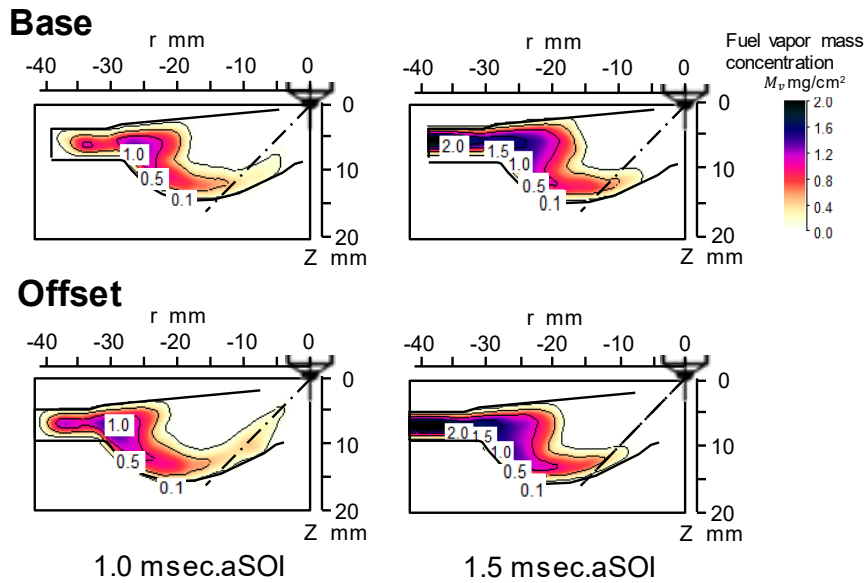 Base
r mm
-40 -30 -20 -10 0
0
10
20
Z mm
1.0
0.5
0.1
r mm
-40 -30 -20 -10 0
0
10
20
Z mm
2.0 1.5
1.0
0.5
0.1
Fuel vapor mass
concentration
Mv mg/cm²
2.0
1.6
1.2
0.8
0.4
0.0
Offset
r mm
-40 -30 -20 -10 0
0
10
20
Z mm
1.0
0.5
0.1
1.0 msec.aSOI
r mm
-40 -30 -20 -10 0
0
10
20
Z mm
2.0 1.5
1.0
0.5
0.1
1.5 msec.aSOI